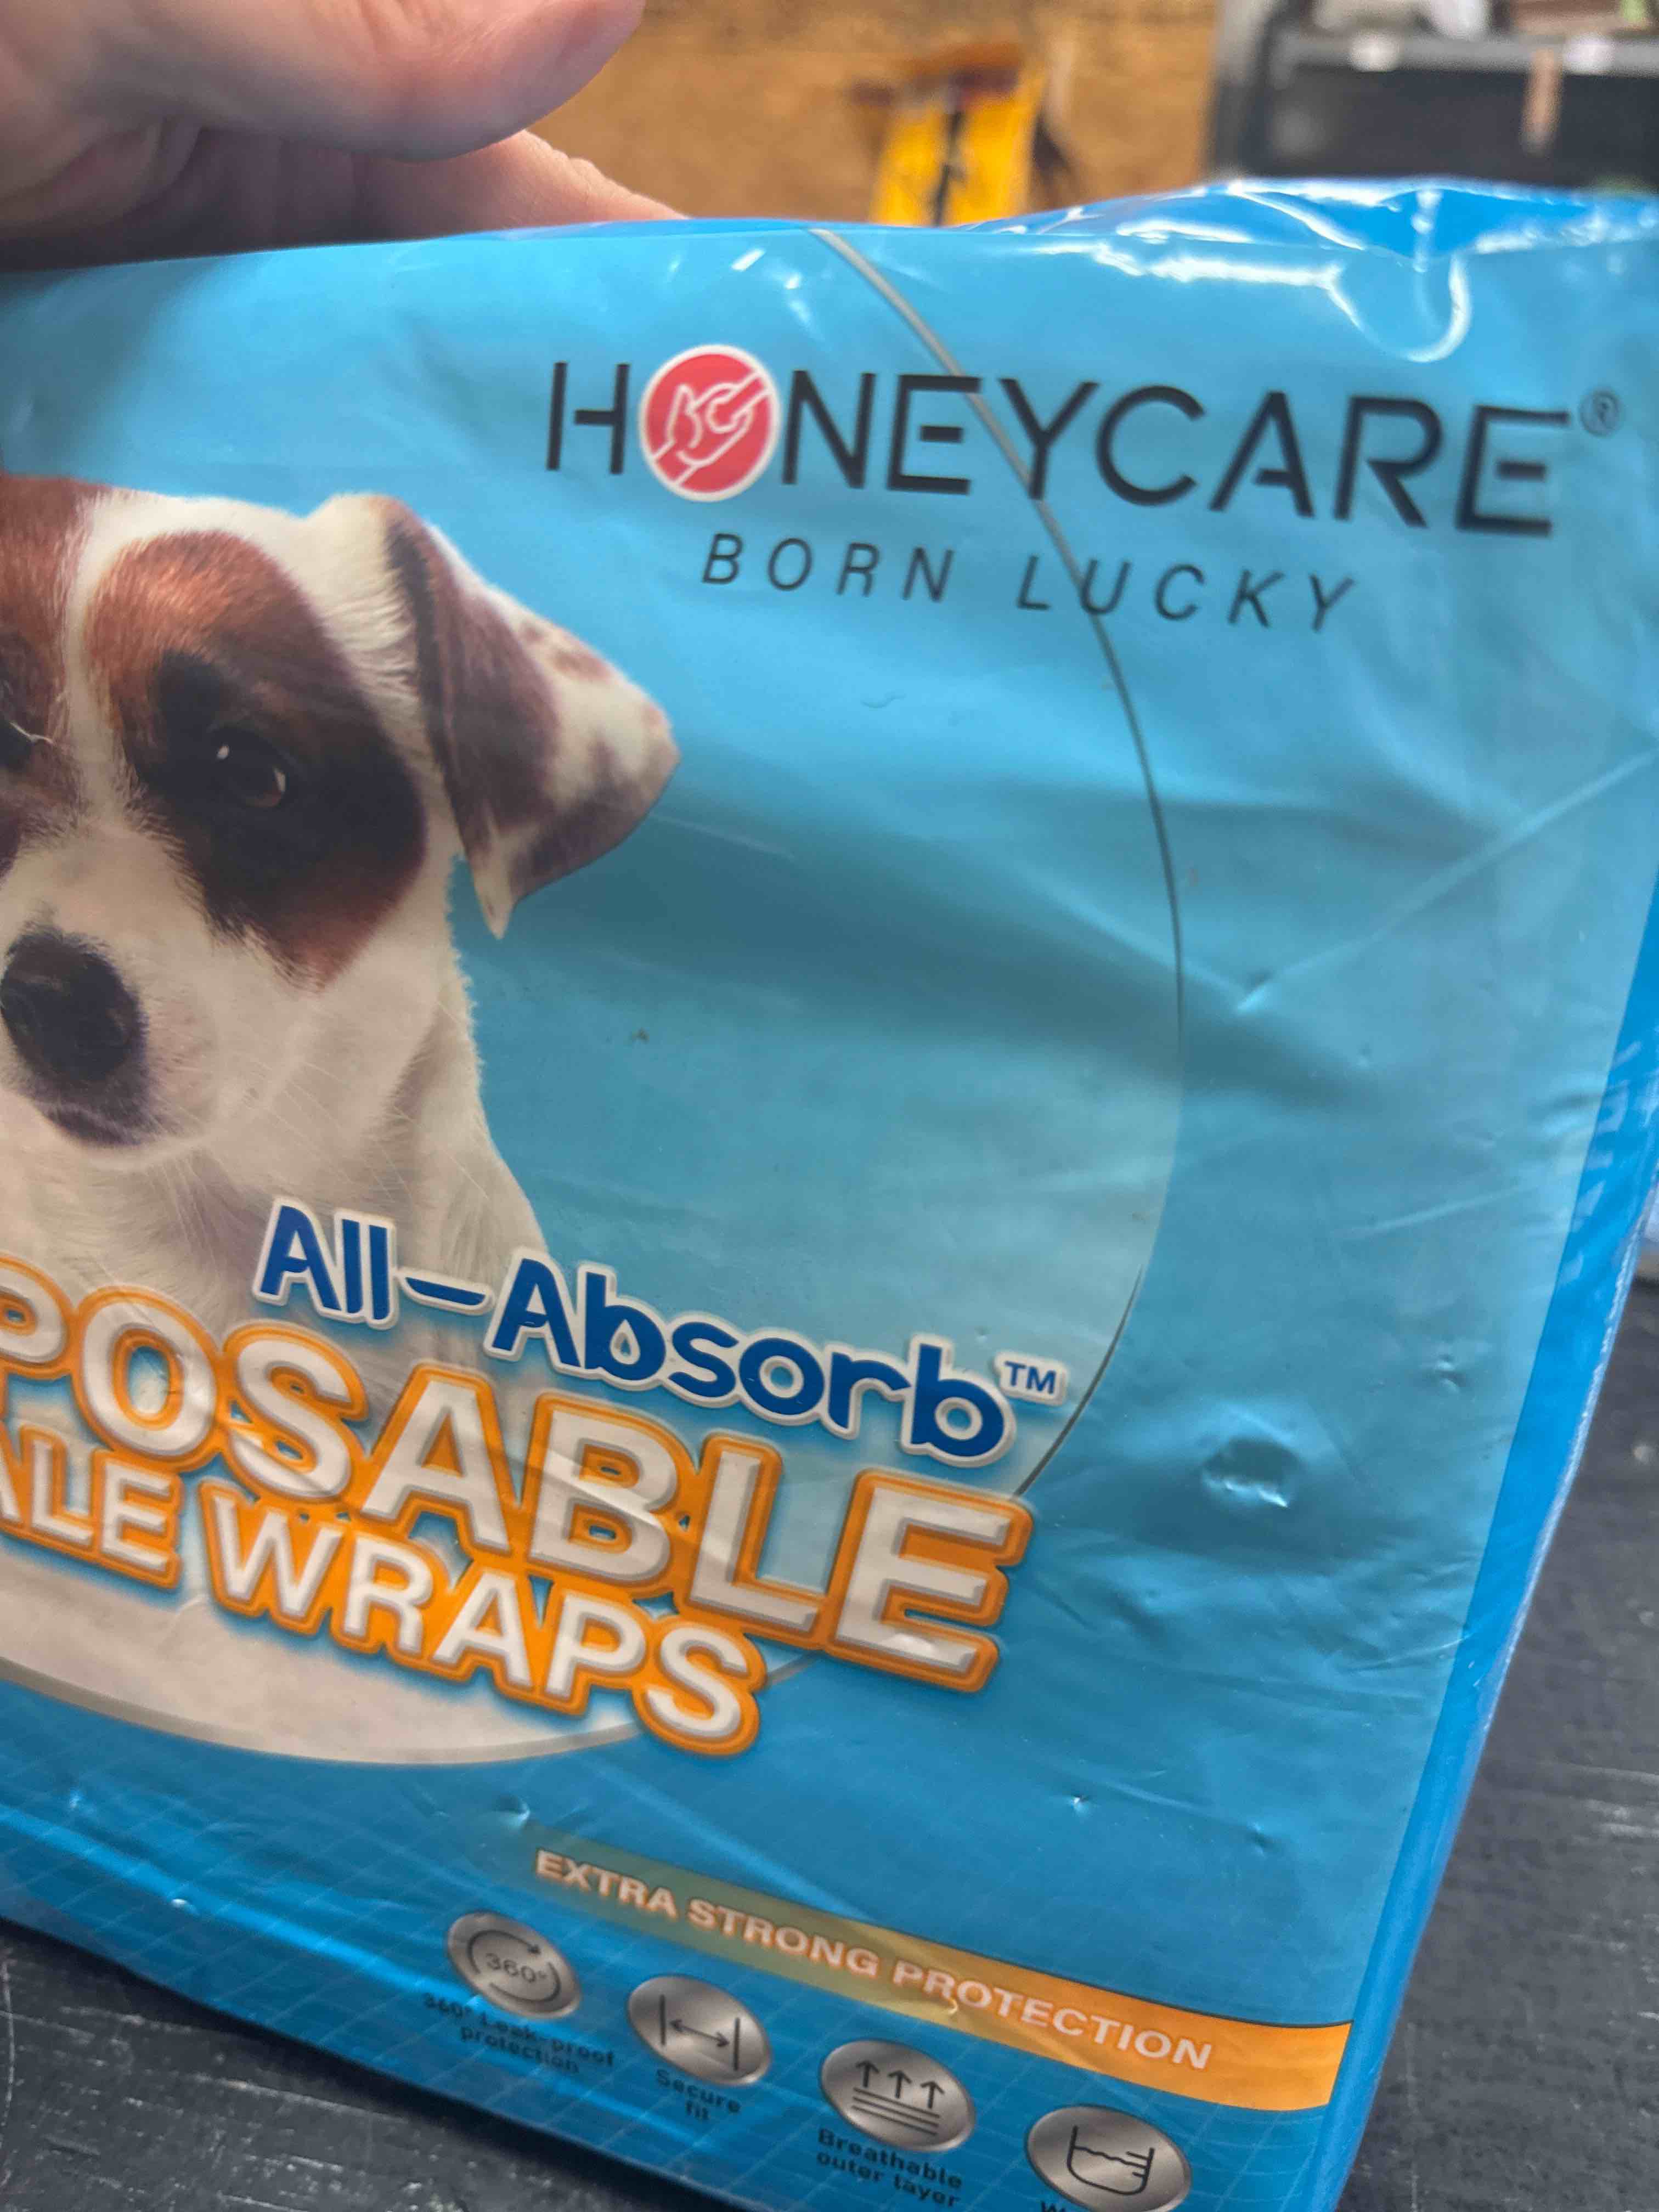 HONEYCARE®
BORN LUCKY
All-Absorb™
POSABLE
ALE WRAPS
EXTRA STRONG PROTECTION
360°
360° Leak-proof
protection
Secure
fit
Breathable
outer layer
W